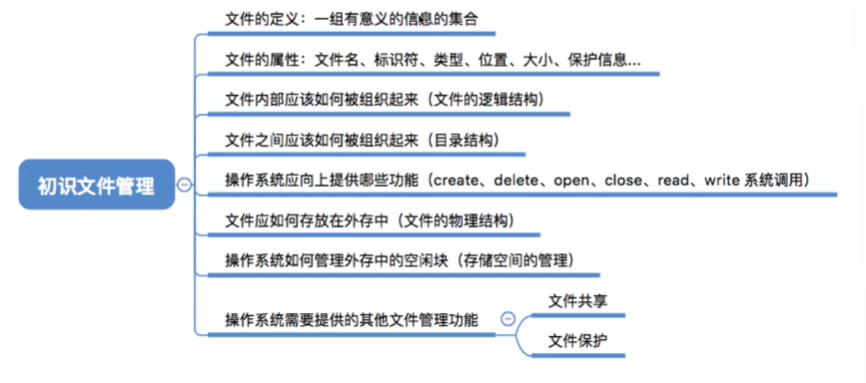 文件的定义：一组有意义的信息的集合
文件的属性：文件名、标识符、类型、位置、大小、保护信息...
文件内部应该如何被组织起来（文件的逻辑结构）
文件之间应该如何被组织起来（目录结构）
初识文件管理
操作系统应向上提供哪些功能（create、delete、open、close、read、write 系统调用）
文件应如何存放在外存中（文件的物理结构）
操作系统如何管理外存中的空闲块（存储空间的管理）
操作系统需要提供的其他文件管理功能
文件共享
文件保护